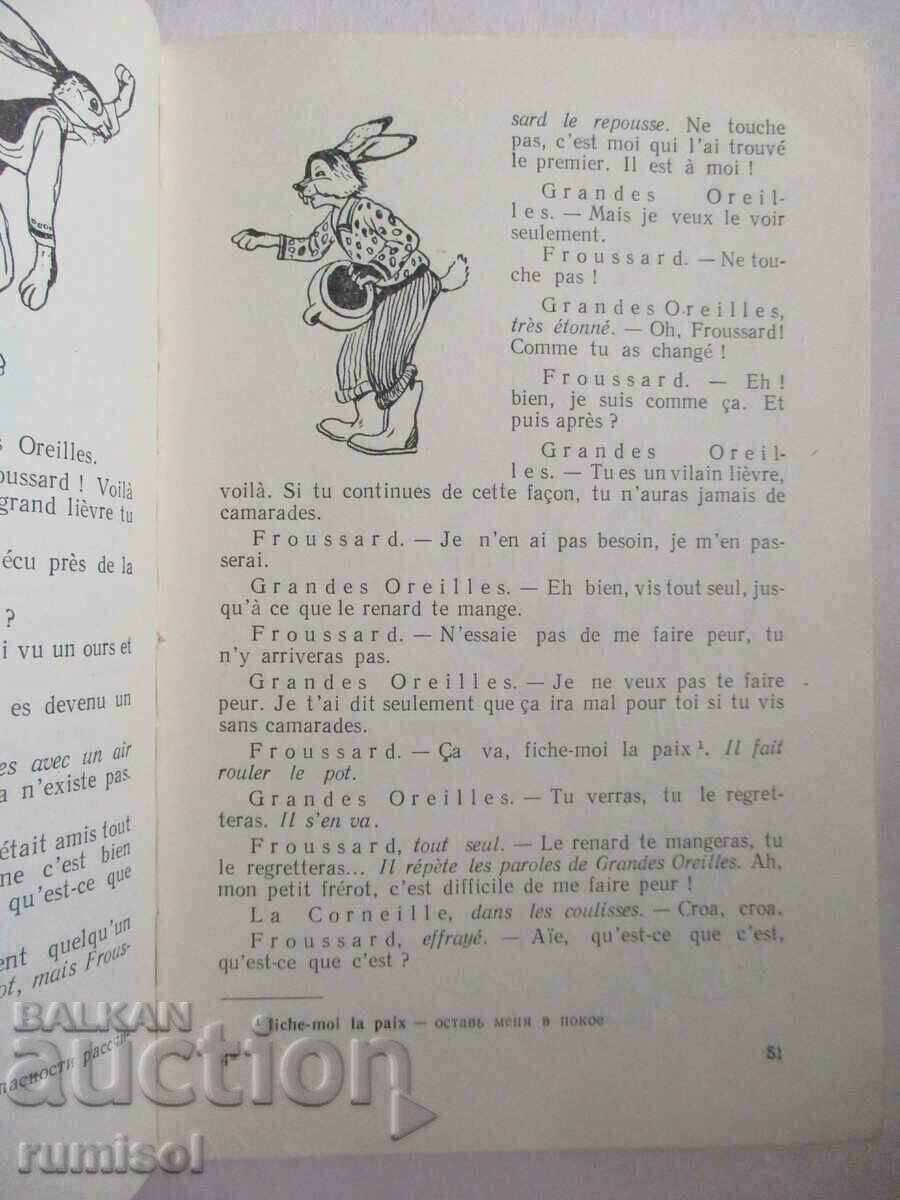 ?
s Oreilles.
oussard ! Voilà
grand lièvre tu
écu près de la
?
i vu un ours et
es devenu un
es avec un air
a n'existe pas.
était amis tout
ne c'est bien
qu'est-ce que
ent quelqu'un
ot, mais Frous-
пасности
sard le repousse. Ne touche
pas, c'est moi qui l'ai trouvé
le premier. Il est à moi !
Grandes Oreil-
les. — Mais je veux le voir
seulement.
Froussard. — Ne tou-
che pas !
Grandes Oreilles,
très étonné. — Oh, Froussard!
Comme tu as changé !
Froussard. — Eh !
bien, je suis comme ça. Et
puis après ?
Grandes Oreil-
les. — Tu es un vilain lièvre,
voilà. Si tu continues de cette façon, tu n'auras jamais de
camarades.
Froussard. — Je n'en ai pas besoin, je m'en pas-
serai.
Grandes Oreilles. — Eh bien, vis tout seul, jus-
qu'à ce que le renard te mange.
Froussard. — N'essaie pas de me faire peur, tu
n'y arriveras pas.
Grandes Oreilles. — Je ne veux pas te faire
peur. Je t'ai dit seulement que ça ira mal pour toi si tu vis
sans camarades.
Froussard. — Ça va, fiche-moi la paix ¹. Il fait
rouler le pot.
Grandes Oreilles. — Tu verras, tu le regret-
teras. Il s'en va.
Froussard, tout seul. — Le renard te mangeras, tu
le regretteras... Il répète les paroles de Grandes Oreilles. Ah,
mon petit frérot, c'est difficile de me faire peur !
La Corneille, dans les coulisses. — Croa, croa.
Froussard, effrayé. — Aïe, qu'est-ce que c'est,
qu'est-ce que c'est ?
¹ fiche-moi la paix — оставь меня в покое
51
BALKAN
auction
rumisol